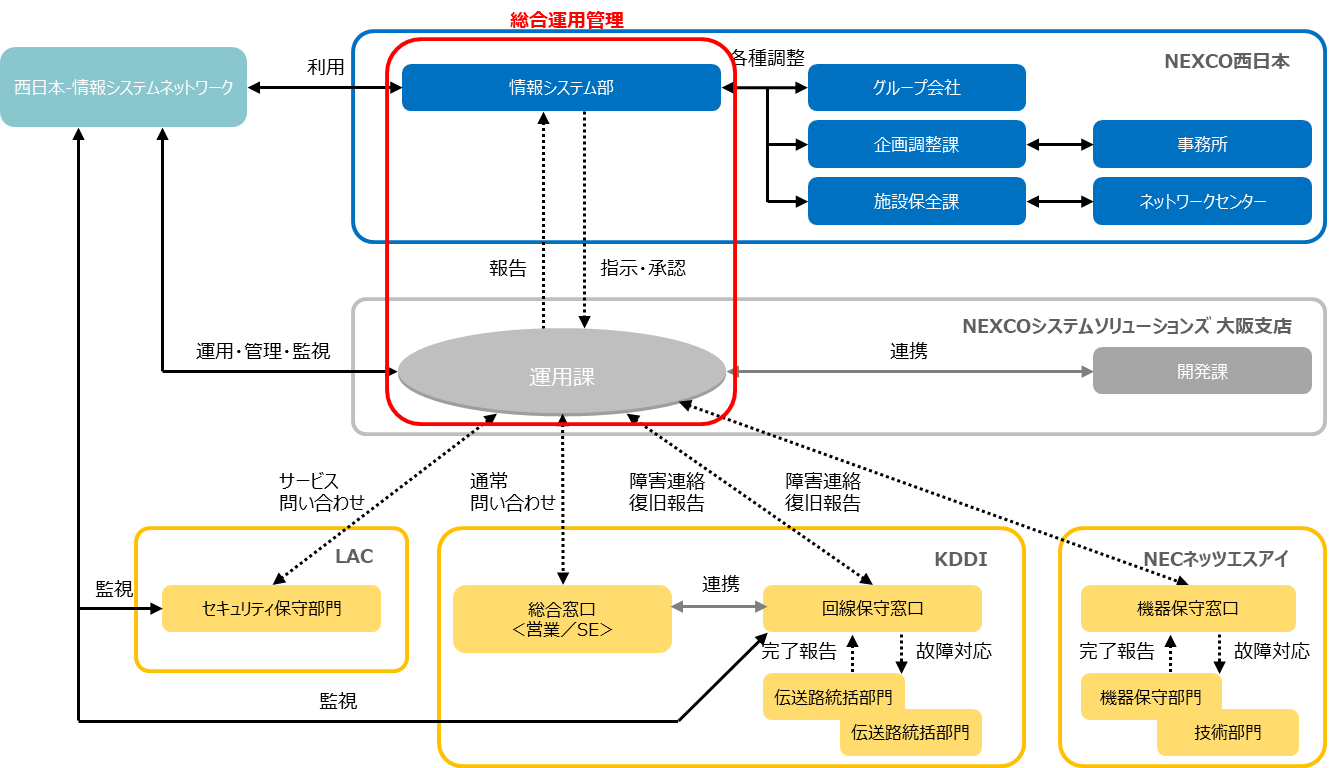 総合運用管理
NEXCO西日本
西日本-情報システムネットワーク
利用
情報システム部
各種調整
グループ会社
企画調整課
事務所
施設保全課
ネットワークセンター
報告
指示・承認
NEXCOシステムソリューションズ 大阪支店
運用・管理・監視
運用課
連携
開発課
サービス
問い合わせ
通常
問い合わせ
障害連絡
復旧報告
障害連絡
復旧報告
LAC
KDDI
NECネッツエスアイ
監視
セキュリティ保守部門
総合窓口
<営業／SE>
連携
回線保守窓口
機器保守窓口
完了報告
故障対応
完了報告
故障対応
監視
伝送路統括部門
伝送路統括部門
機器保守部門
技術部門